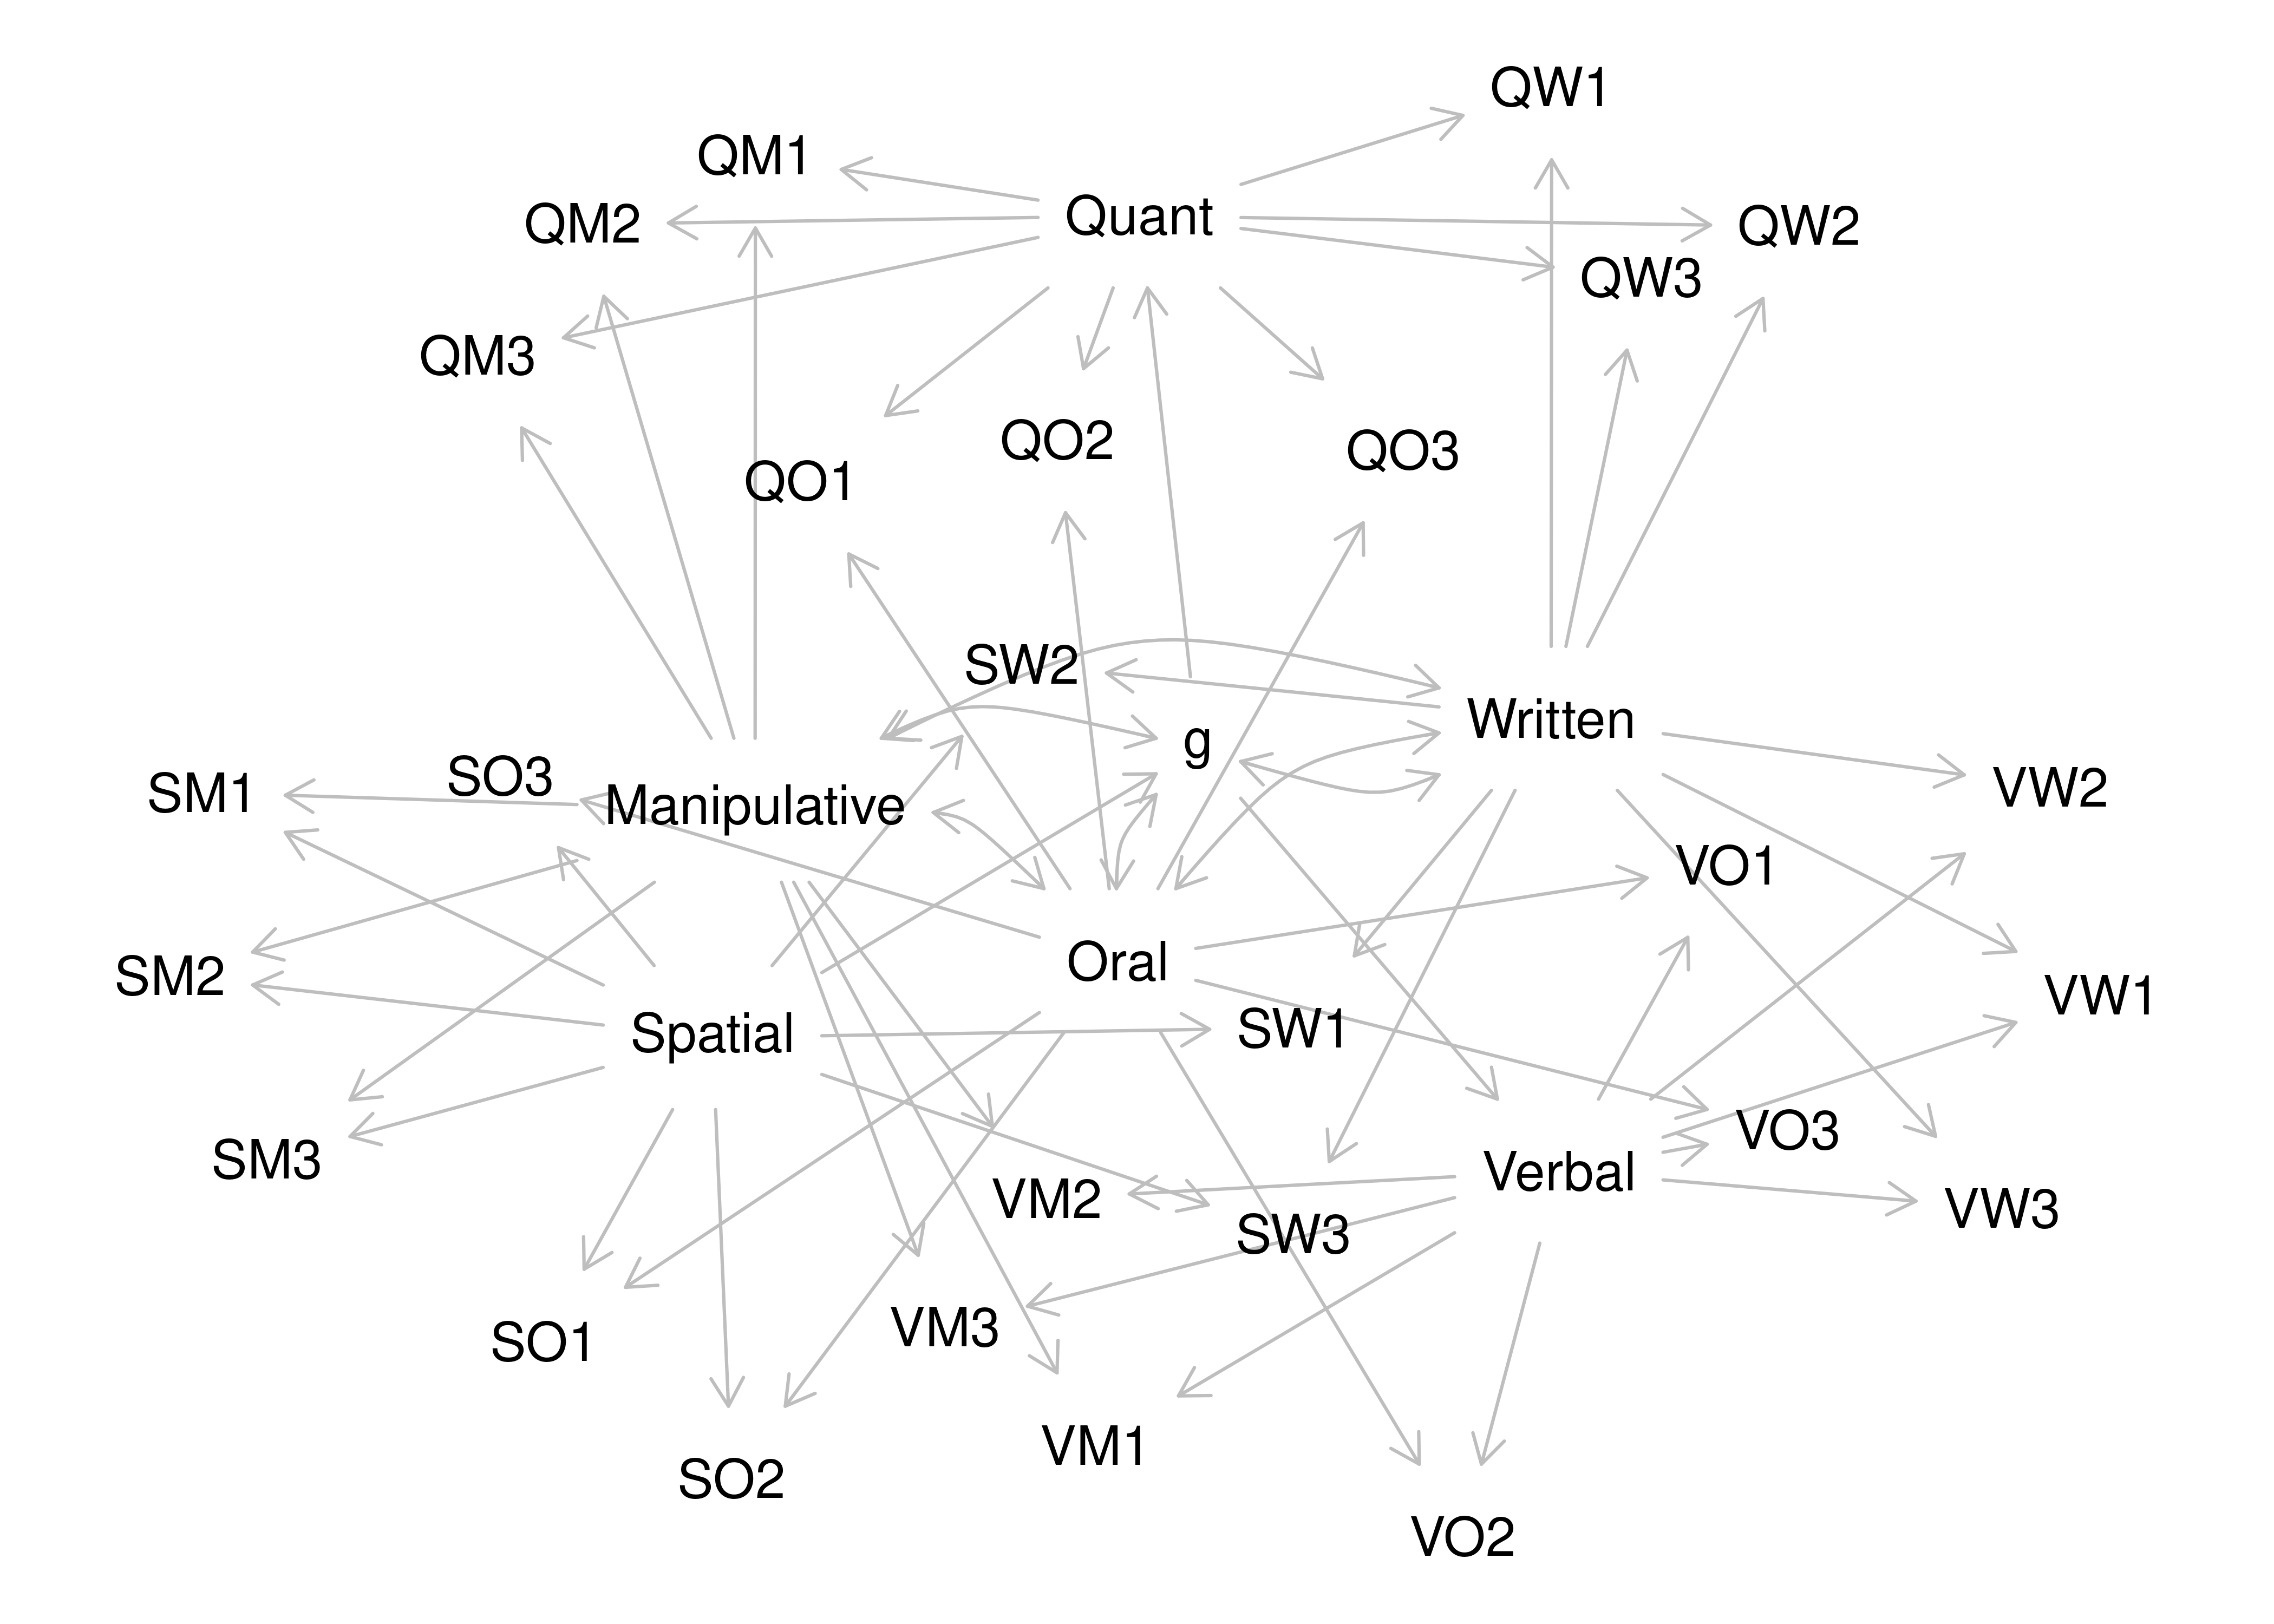 QW1
QM1
Quant
QM2
QW2
QW3
QM3
QO2
QO3
QO1
SW2
Written
g
SO3
SM1
Manipulative
VW2
VO1
Oral
SM2
VW1
Spatial
SW1
VO3
SM3
Verbal
VM2
VW3
SW3
VM3
SO1
VM1
SO2
VO2